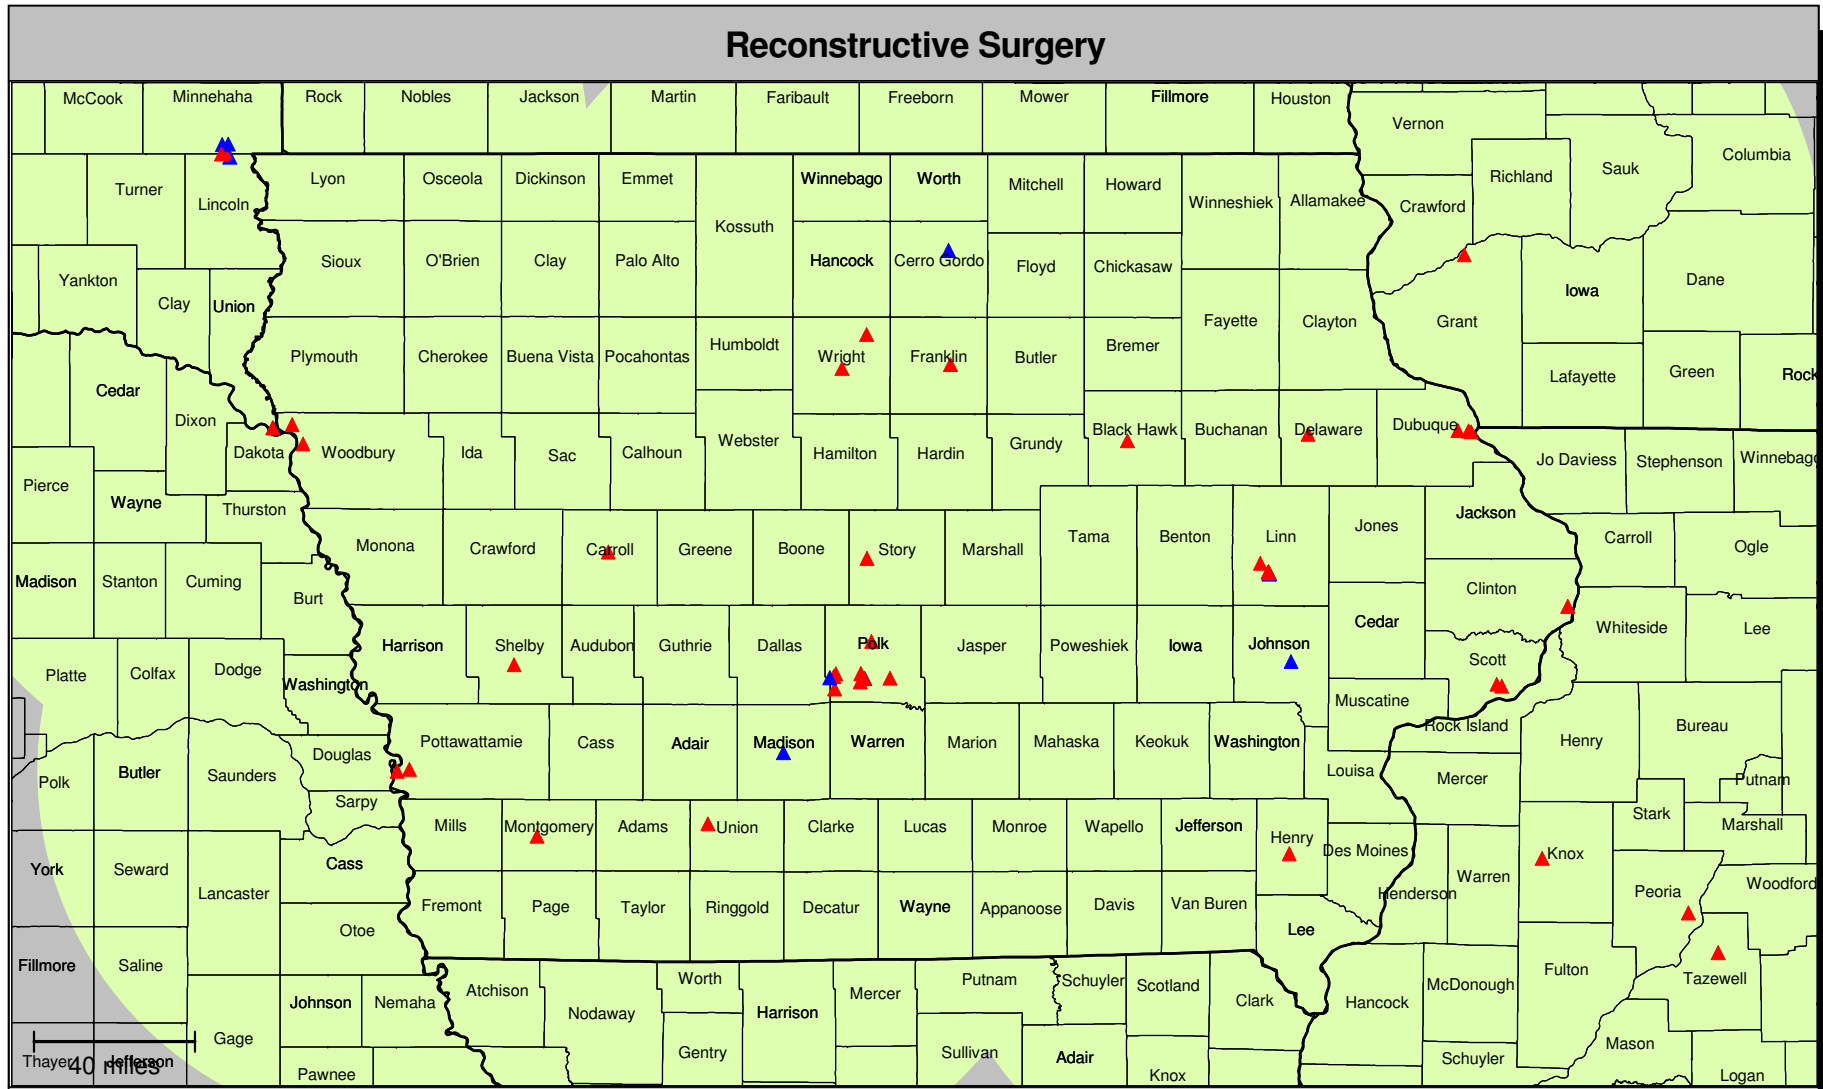 Reconstructive Surgery
McCook Minnehaha Rock Nobles Jackson Martin Faribault Freeborn Mower Fillmore Houston
Vernon
Turner Lincoln Lyon Osceola Dickinson Emmet Kossuth Winnebago Worth Mitchell Howard Winneshiek Allamakee Crawford Richland Sauk Columbia
Yankton Clay Union Sioux O'Brien Clay Palo Alto Hancock Cerro Gordo Floyd Chickasaw Iowa Dane
Fayette Clayton Grant
Cedar Dixon Plymouth Cherokee Buena Vista Pocahontas Humboldt Wright Franklin Butler Bremer Lafayette Green Rock
Pierce Dakota Woodbury Ida Sac Calhoun Webster Hamilton Hardin Grundy Black Hawk Buchanan Delaware Dubuque Jo Daviess Stephenson Winnebago
Wayne Thurston
Monona Crawford Carroll Greene Boone Story Marshall Tama Benton Linn Jones Jackson Carroll Ogle
Madison Stanton Cuming Burt Clinton
Harrison Shelby Audubon Guthrie Dallas Polk Jasper Poweshiek Iowa Johnson Cedar Scott Whiteside Lee
Platte Colfax Dodge Washington Muscatine
Rock Island
Polk Butler Saunders Douglas Pottawattamie Cass Adair Madison Warren Marion Mahaska Keokuk Washington Louisa Mercer Henry Bureau Putnam
Sarpy
Mills Montgomery Adams Union Clarke Lucas Monroe Wapello Jefferson Henry Des Moines Stark Marshall
York Seward Lancaster Cass Henderson Warren Knox Peoria Woodford
Fremont Page Taylor Ringgold Decatur Wayne Appanoose Davis Van Buren Lee
Otoe
Fillmore Saline Fulton Tazewell
Johnson Nemaha Atchison Nodaway Worth Harrison Mercer Putnam Schuyler Scotland Clark Hancock McDonough
Gage Gentry Sullivan Adair Schuyler Mason
Thayer Jefferson
40 miles
Pawnee Knox Logan